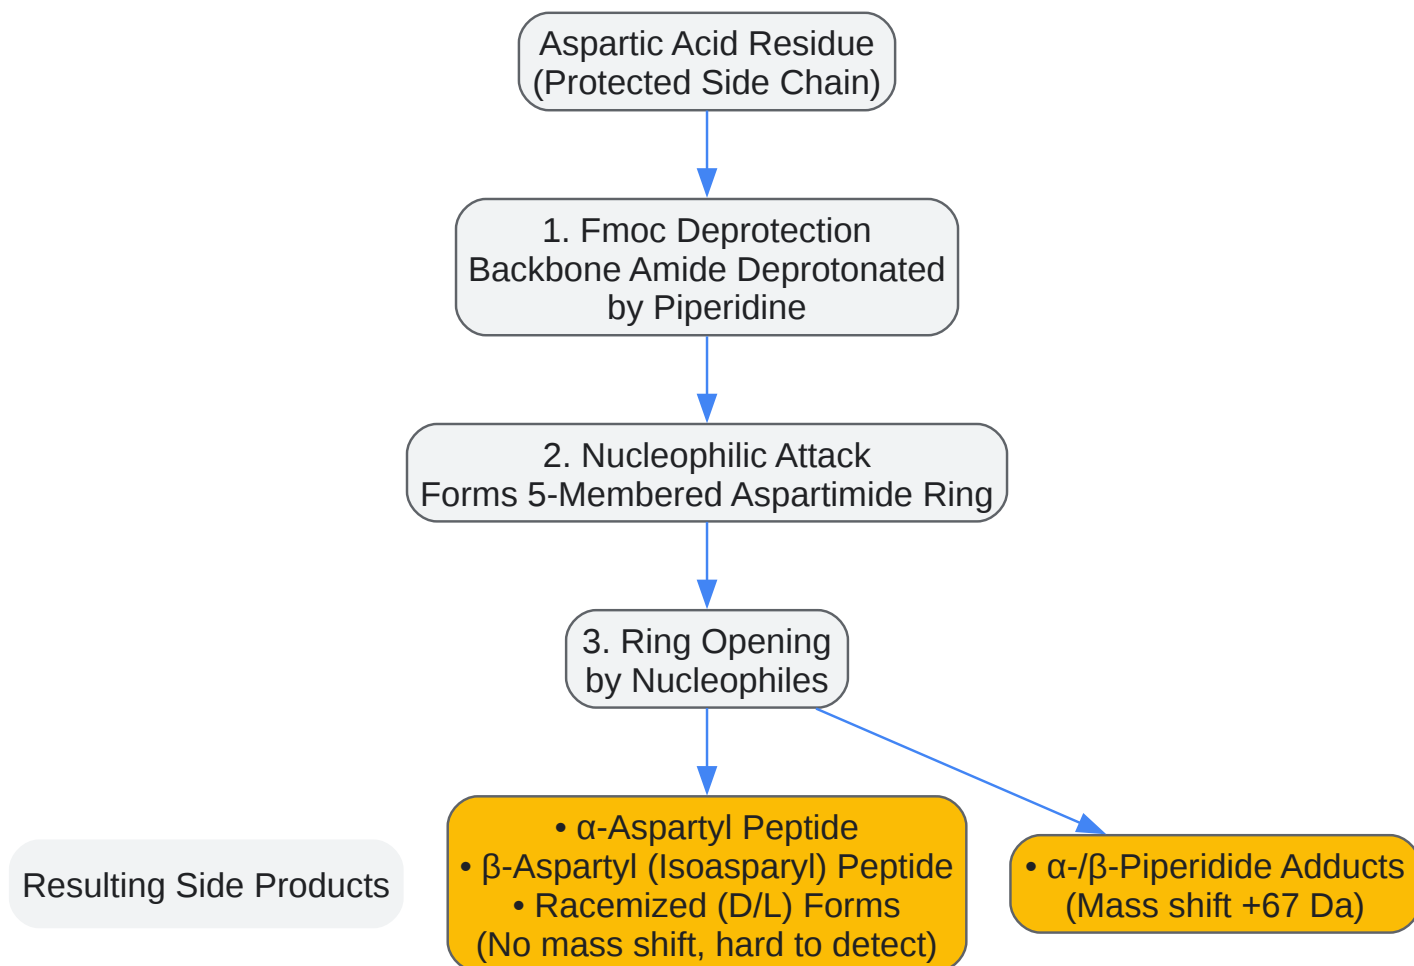 Aspartic Acid Residue
(Protected Side Chain)
1. Fmoc Deprotection
Backbone Amide Deprotonated
by Piperidine
2. Nucleophilic Attack
Forms 5-Membered Aspartimide Ring
3. Ring Opening
by Nucleophiles
Resulting Side Products
• α-Aspartyl Peptide
• β-Aspartyl (Isoasparyl) Peptide
• Racemized (D/L) Forms
(No mass shift, hard to detect)
• α-/β-Piperidide Adducts
(Mass shift +67 Da)